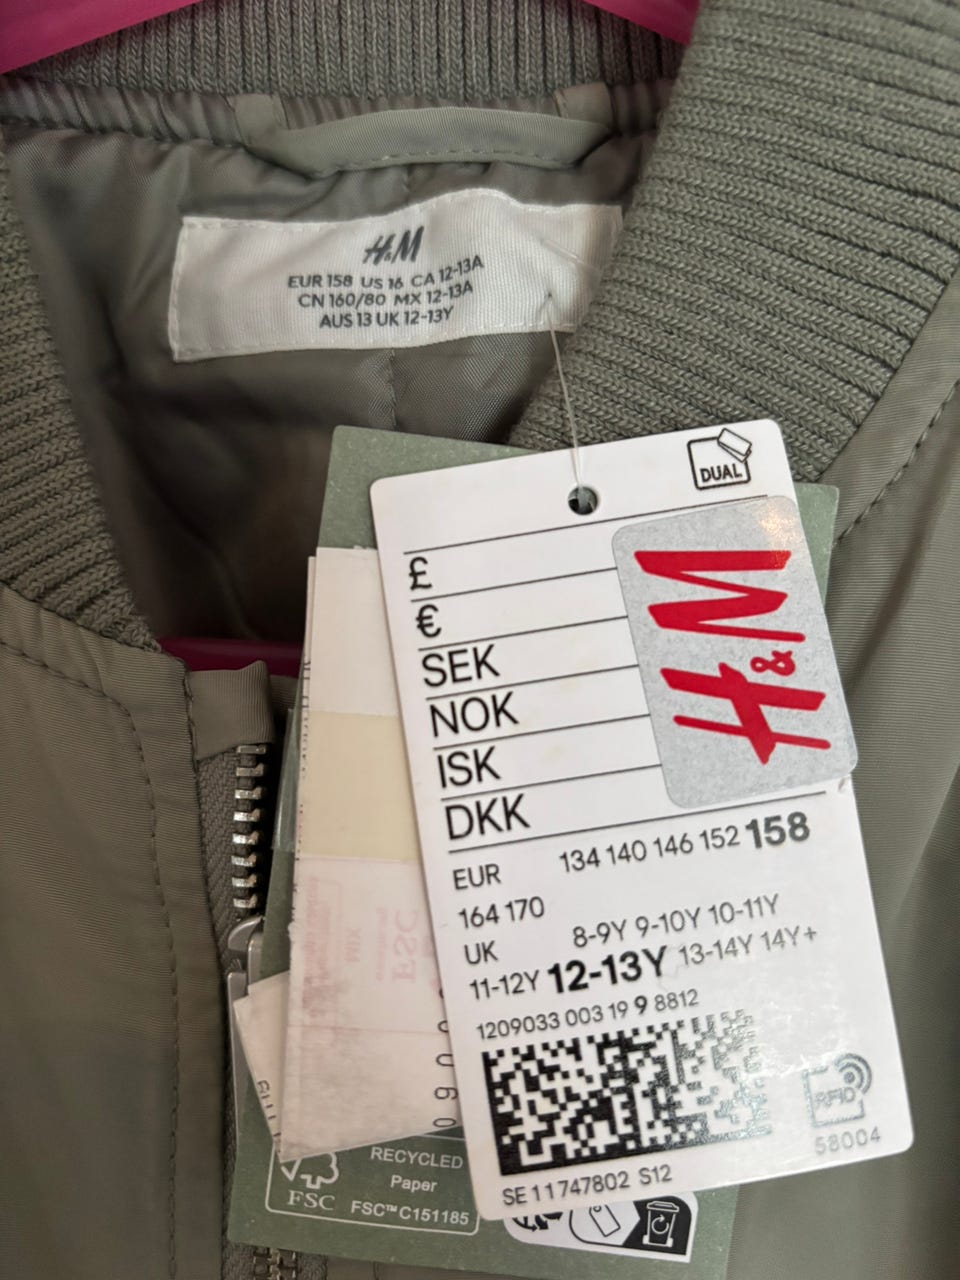 H&M
EUR 158 US 16 CA 12-13A
CN 160/80 MX 12-13A
AUS 13 UK 12-13Y
DUAL
£
€
SEK
NOK
ISK
DKK
H&M
EUR 134 140 146 152 158
164 170
UK 8-9Y 9-10Y 10-11Y
11-12Y 12-13Y 13-14Y 14Y+
1209033 003 19 9 8812
RFID
58004
SE 11747802 S12
FSC
MIX
RECYCLED
Paper
FSC
FSC™ C151185